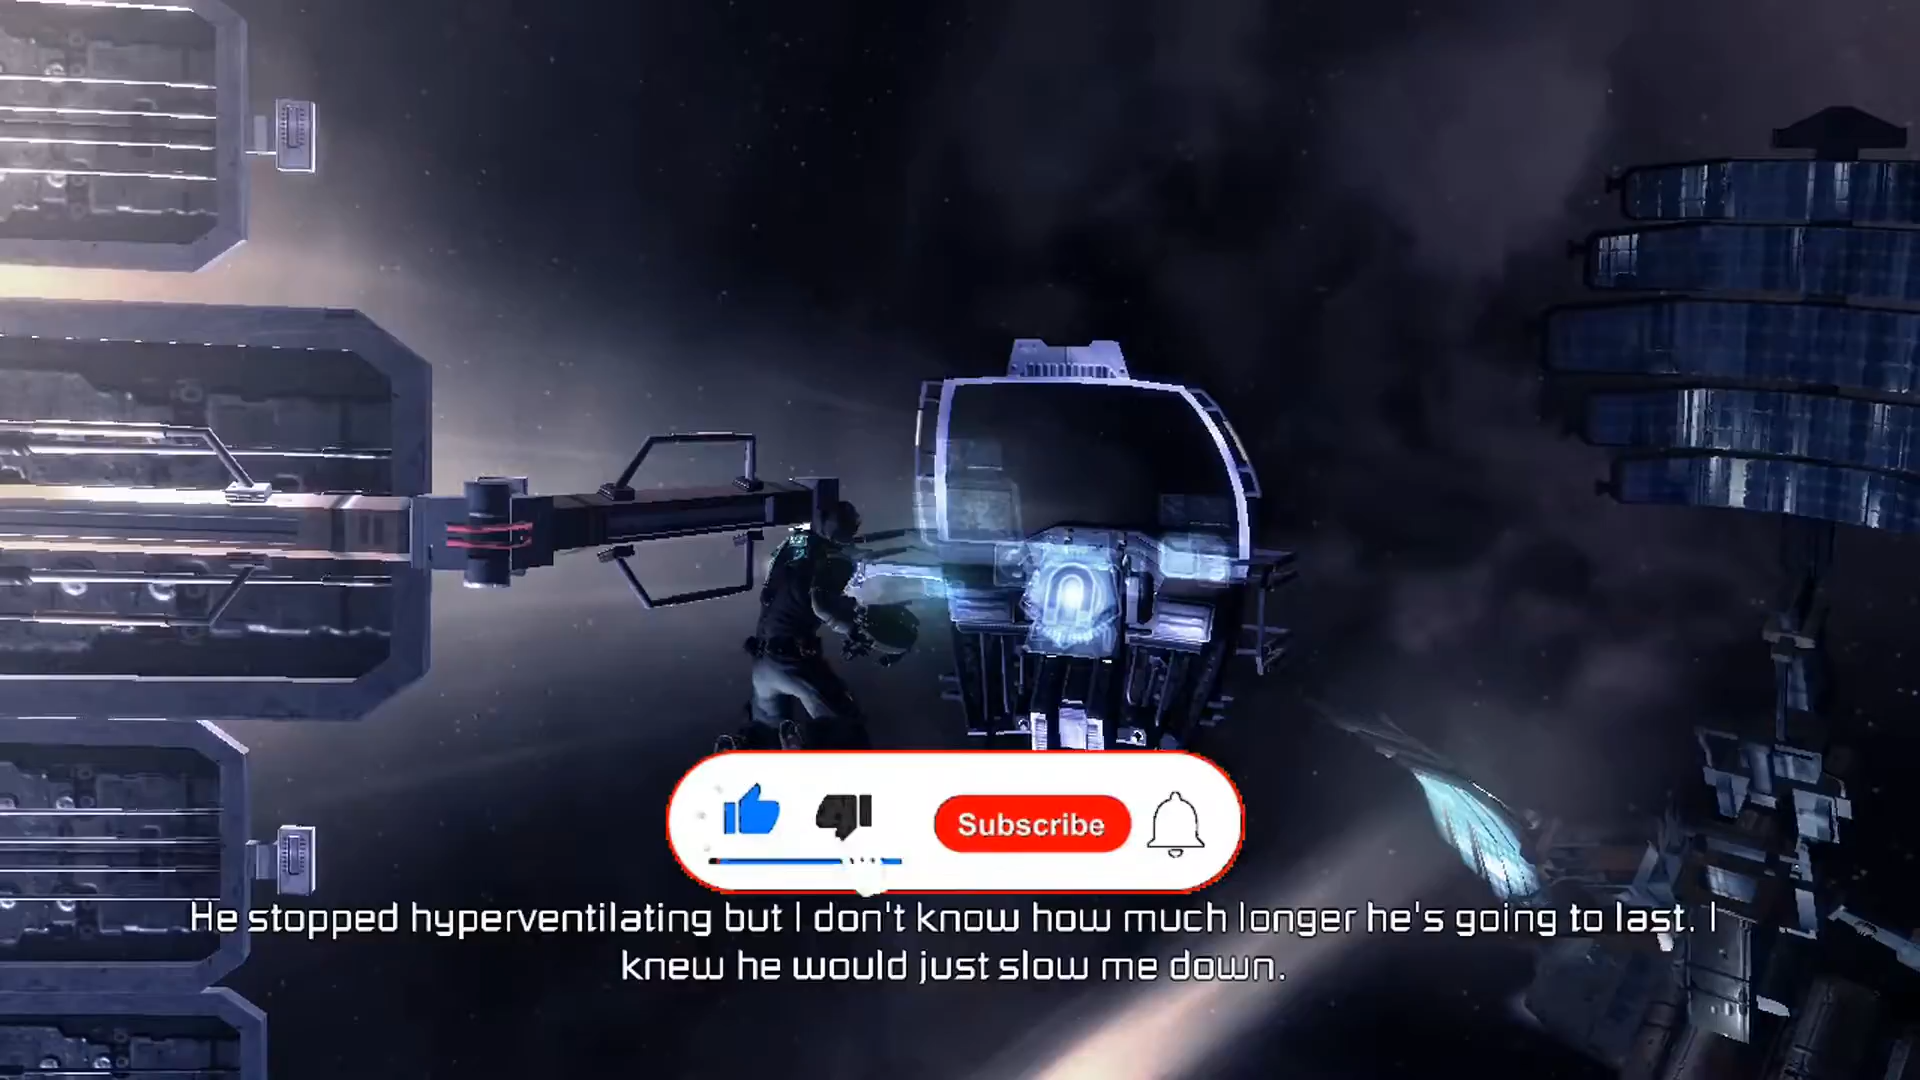 Subscribe
He stopped hyperventilating but I don't know how much longer he's going to last. I
knew he would just slow me down.